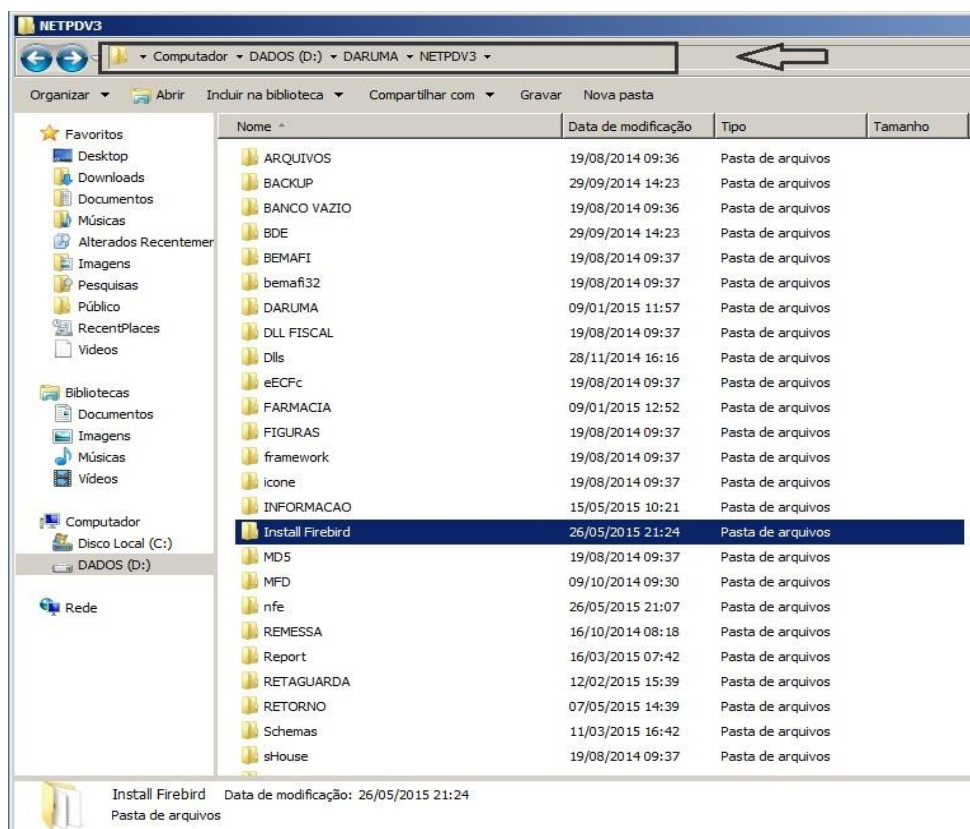 NETPDV3
Computador DADOS (D:) DARUMA NETPDV3
Organizar Abrir Incluir na biblioteca Compartilhar com Gravar Nova pasta
Favoritos
Desktop
Downloads
Documentos
Músicas
Alterados Recentemer
Imagens
Pesquisas
Público
RecentPlaces
Videos
Bibliotecas
Documentos
Imagens
Músicas
Vídeos
Computador
Disco Local (C:)
DADOS (D:)
Rede
Nome Data de modificação Tipo Tamanho
ARQUIVOS 19/08/2014 09:36 Pasta de arquivos
BACKUP 29/09/2014 14:23 Pasta de arquivos
BANCO VAZIO 19/08/2014 09:36 Pasta de arquivos
BDE 29/09/2014 14:23 Pasta de arquivos
BEMAFI 19/08/2014 09:37 Pasta de arquivos
bemafi32 19/08/2014 09:37 Pasta de arquivos
DARUMA 09/01/2015 11:57 Pasta de arquivos
DLL FISCAL 19/08/2014 09:37 Pasta de arquivos
Dlls 28/11/2014 16:16 Pasta de arquivos
eECFc 19/08/2014 09:37 Pasta de arquivos
FARMACIA 09/01/2015 12:52 Pasta de arquivos
FIGURAS 19/08/2014 09:37 Pasta de arquivos
framework 19/08/2014 09:37 Pasta de arquivos
icone 19/08/2014 09:37 Pasta de arquivos
INFORMACAO 15/05/2015 10:21 Pasta de arquivos
Install Firebird 26/05/2015 21:24 Pasta de arquivos
MD5 19/08/2014 09:37 Pasta de arquivos
MFD 09/10/2014 09:30 Pasta de arquivos
nfe 26/05/2015 21:07 Pasta de arquivos
REMESSA 16/10/2014 08:18 Pasta de arquivos
Report 16/03/2015 07:42 Pasta de arquivos
RETAGUARDA 12/02/2015 15:39 Pasta de arquivos
RETORNO 07/05/2015 14:39 Pasta de arquivos
Schemas 11/03/2015 16:42 Pasta de arquivos
sHouse 19/08/2014 09:37 Pasta de arquivos
Install Firebird Data de modificação: 26/05/2015 21:24
Pasta de arquivos